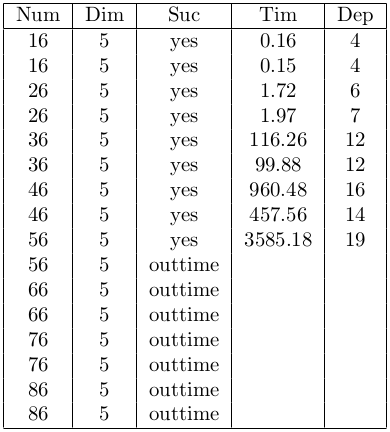 Num Dim Suc Tim Dep
16 5 yes 0.16 4
16 5 yes 0.15 4
26 5 yes 1.72 6
26 5 yes 1.97 7
36 5 yes 116.26 12
36 5 yes 99.88 12
46 5 yes 960.48 16
46 5 yes 457.56 14
56 5 yes 3585.18 19
56 5 outtime
66 5 outtime
66 5 outtime
76 5 outtime
76 5 outtime
86 5 outtime
86 5 outtime